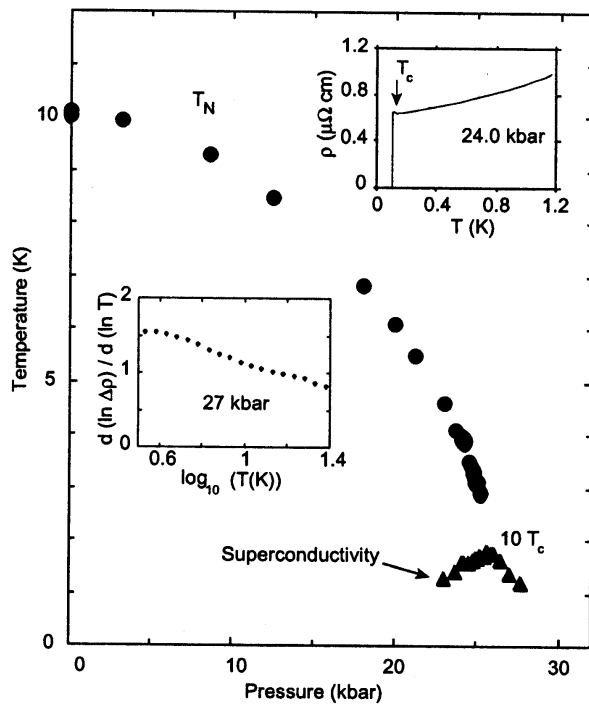 T_c
T_N
ρ (μΩ cm)
1.2
0.8
0.4
0
24.0 kbar
0 0.4 0.8 1.2
T (K)
Temperature (K)
10
5
0
d (ln Δρ) / d (ln T)
2
1
0
27 kbar
0.6 1 1.4
log₁₀ (T(K))
10 T_c
Superconductivity
0 10 20 30
Pressure (kbar)